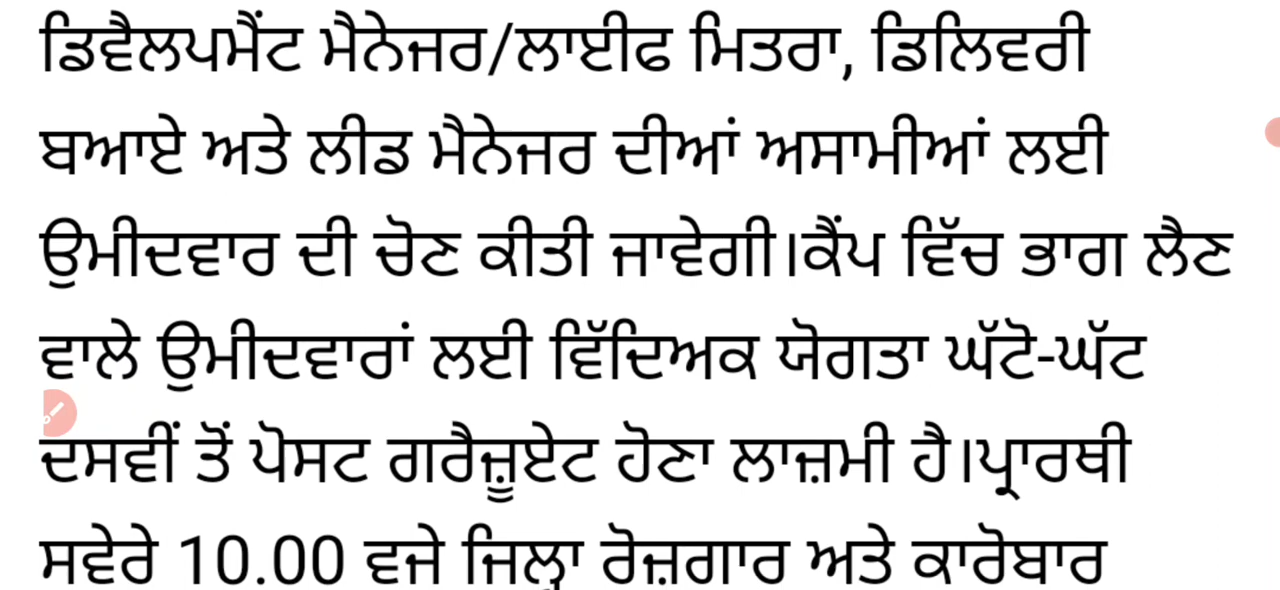 ਡਿਵੈਲਪਮੈਂਟ ਮੈਨੇਜਰ/ਲਾਈਫ ਮਿਤਰਾ, ਡਿਲਿਵਰੀ
ਬਆਏ ਅਤੇ ਲੀਡ ਮੈਨੇਜਰ ਦੀਆਂ ਅਸਾਮੀਆਂ ਲਈ
ਉਮੀਦਵਾਰ ਦੀ ਚੋਣ ਕੀਤੀ ਜਾਵੇਗੀ।ਕੈਂਪ ਵਿੱਚ ਭਾਗ ਲੈਣ
ਵਾਲੇ ਉਮੀਦਵਾਰਾਂ ਲਈ ਵਿੱਦਿਅਕ ਯੋਗਤਾ ਘੱਟੋ-ਘੱਟ
ਦਸਵੀਂ ਤੋਂ ਪੋਸਟ ਗਰੈਜ਼ੂਏਟ ਹੋਣਾ ਲਾਜ਼ਮੀ ਹੈ।ਪ੍ਰਾਰਥੀ
ਸਵੇਰੇ 10.00 ਵਜੇ ਜਿਲ੍ਹਾ ਰੋਜ਼ਗਾਰ ਅਤੇ ਕਾਰੋਬਾਰ